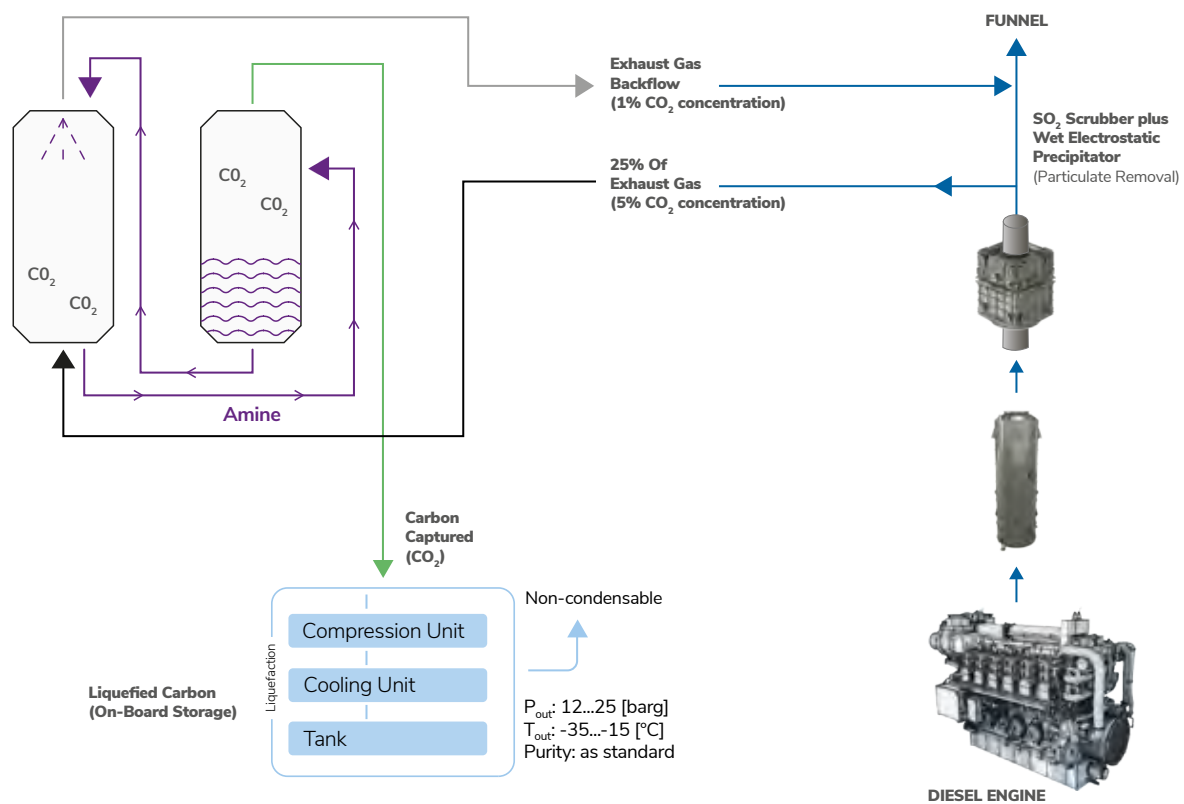 FUNNEL
Exhaust Gas
Backflow
(1% CO₂ concentration)
SO₂ Scrubber plus
Wet Electrostatic
Precipitator
(Particulate Removal)
25% Of
Exhaust Gas
(5% CO₂ concentration)
C0₂
C0₂
C0₂
C0₂
Amine
Carbon
Captured
(CO₂)
Non-condensable
Liquefaction
Compression Unit
Cooling Unit
Tank
Liquefied Carbon
(On-Board Storage)
Pout: 12...25 [barg]
Tout: -35...-15 [°C]
Purity: as standard
DIESEL ENGINE